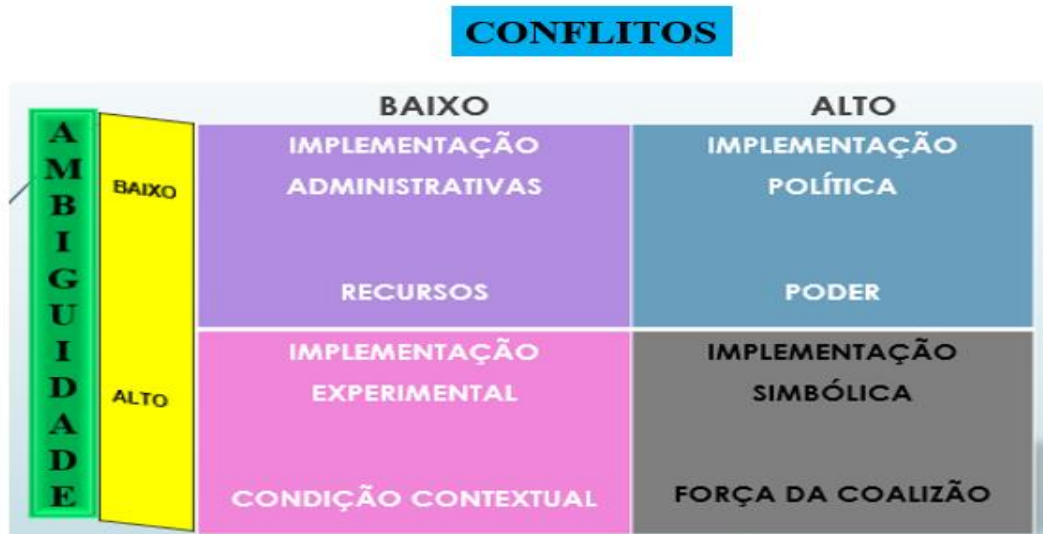 CONFLITOS
BAIXO ALTO
AMBIGUIDADE
BAIXO
IMPLEMENTAÇÃO
ADMINISTRATIVAS
RECURSOS
IMPLEMENTAÇÃO
POLÍTICA
PODER
ALTO
IMPLEMENTAÇÃO
EXPERIMENTAL
CONDIÇÃO CONTEXTUAL
IMPLEMENTAÇÃO
SIMBÓLICA
FORÇA DA COALIZÃO